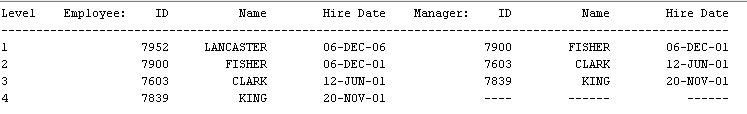 Level Employee: ID Name Hire Date Manager: ID Name Hire Date
--------------------------------------------------------------------------------------------------------
1 7952 LANCASTER 06-DEC-06 7900 FISHER 06-DEC-01
2 7900 FISHER 06-DEC-01 7603 CLARK 12-JUN-01
3 7603 CLARK 12-JUN-01 7839 KING 20-NOV-01
4 7839 KING 20-NOV-01 ---- ------ ------